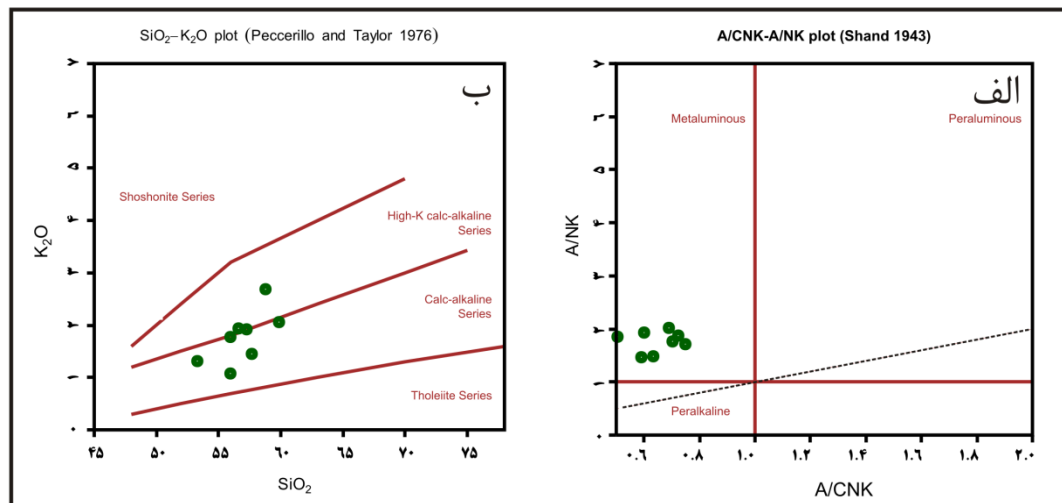 SiO₂–K₂O plot (Peccerillo and Taylor 1976)
ب
Shoshonite Series
High-K calc-alkaline
Series
Calc-alkaline
Series
Tholeiite Series
K₂O
۷
۶
۵
۴
۳
۲
۱
۰
۴۵ ۵۰ ۵۵ ۶۰ ۶۵ ۷۰ ۷۵
SiO₂
A/CNK-A/NK plot (Shand 1943)
الف
Metaluminous
Peraluminous
Peralkaline
A/NK
۷
۶
۵
۴
۳
۲
۱
۰
۰.۶ ۰.۸ ۱.۰ ۱.۲ ۱.۴ ۱.۶ ۱.۸ ۲.۰
A/CNK